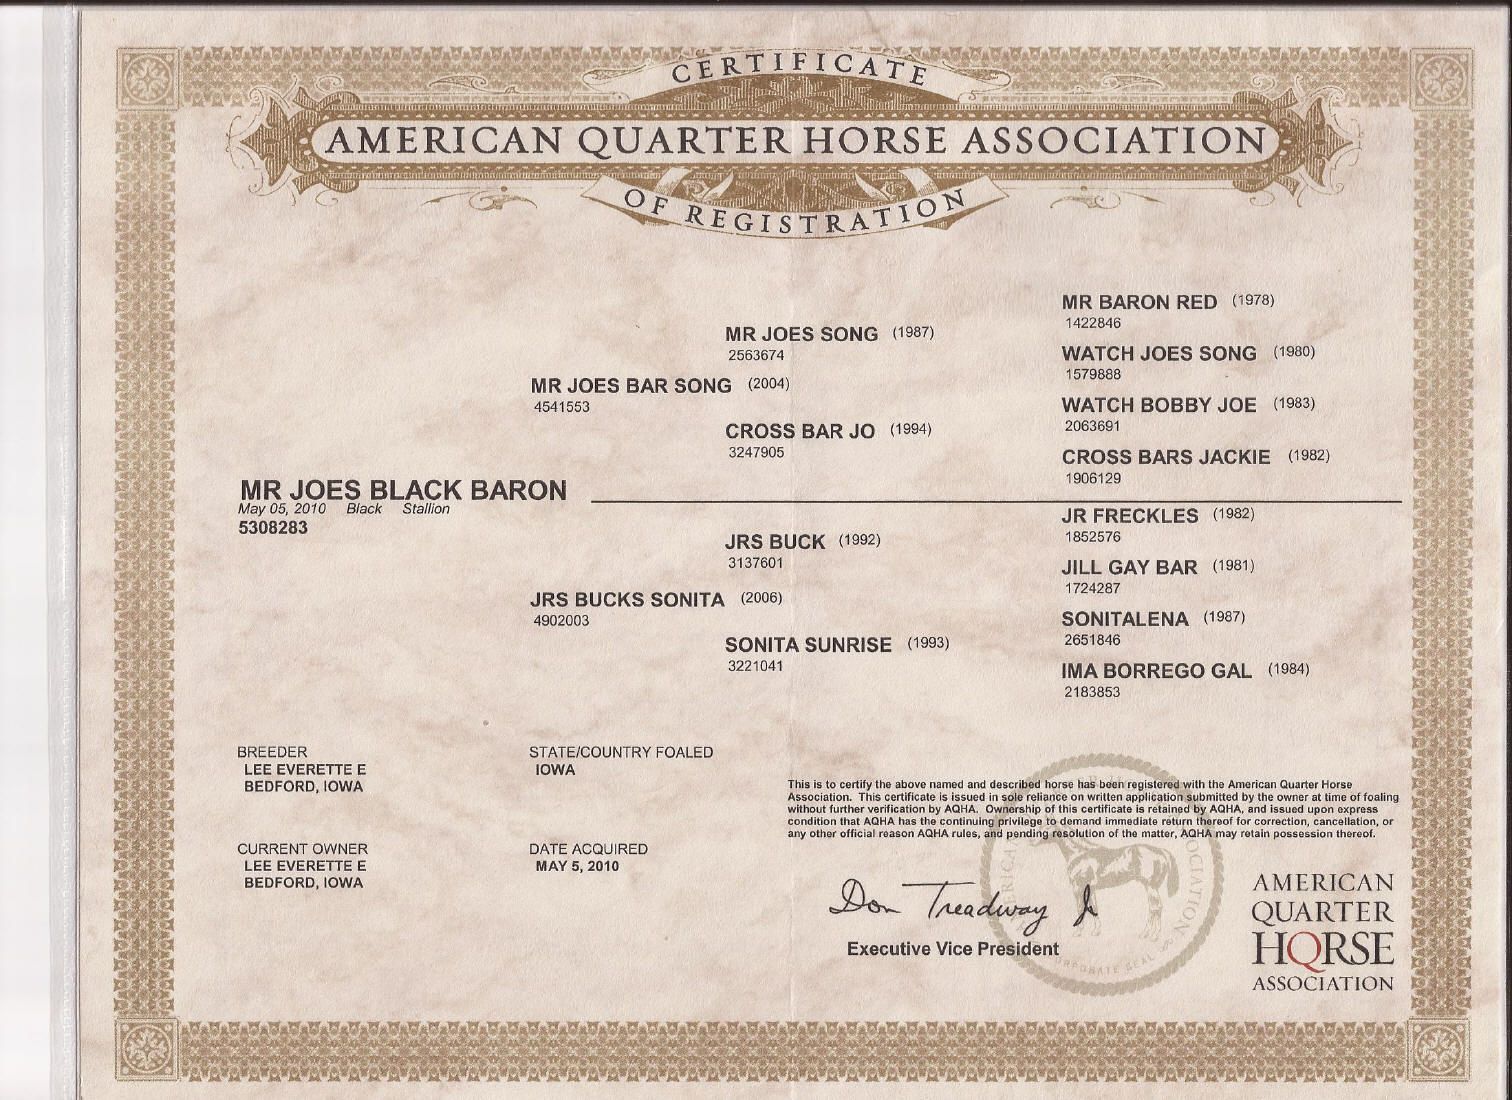 CERTIFICATE
AMERICAN QUARTER HORSE ASSOCIATION
OF REGISTRATION
MR BARON RED (1978)
1422846
MR JOES SONG (1987)
2563674
WATCH JOES SONG (1980)
1579888
MR JOES BAR SONG (2004)
4541553
WATCH BOBBY JOE (1983)
2063691
CROSS BAR JO (1994)
3247905
CROSS BARS JACKIE (1982)
1906129
MR JOES BLACK BARON
May 05, 2010 Black Stallion
5308283
JR FRECKLES (1982)
1852576
JRS BUCK (1992)
3137601
JILL GAY BAR (1981)
1724287
JRS BUCKS SONITA (2006)
4902003
SONITALENA (1987)
2651846
SONITA SUNRISE (1993)
3221041
IMA BORREGO GAL (1984)
2183853
BREEDER
LEE EVERETTE E
BEDFORD, IOWA
STATE/COUNTRY FOALED
IOWA
CURRENT OWNER
LEE EVERETTE E
BEDFORD, IOWA
DATE ACQUIRED
MAY 5, 2010
This is to certify the above named and described horse has been registered with the American Quarter Horse
Association. This certificate is issued in sole reliance on written application submitted by the owner at time of foaling
without further verification by AQHA. Ownership of this certificate is retained by AQHA, and issued upon express
condition that AQHA has the continuing privilege to demand immediate return thereof for correction, cancellation, or
any other official reason AQHA rules, and pending resolution of the matter, AQHA may retain possession thereof.
Don Treadway Jr
Executive Vice President
CORPORATE SEAL
AMERICAN
QUARTER
HORSE
ASSOCIATION